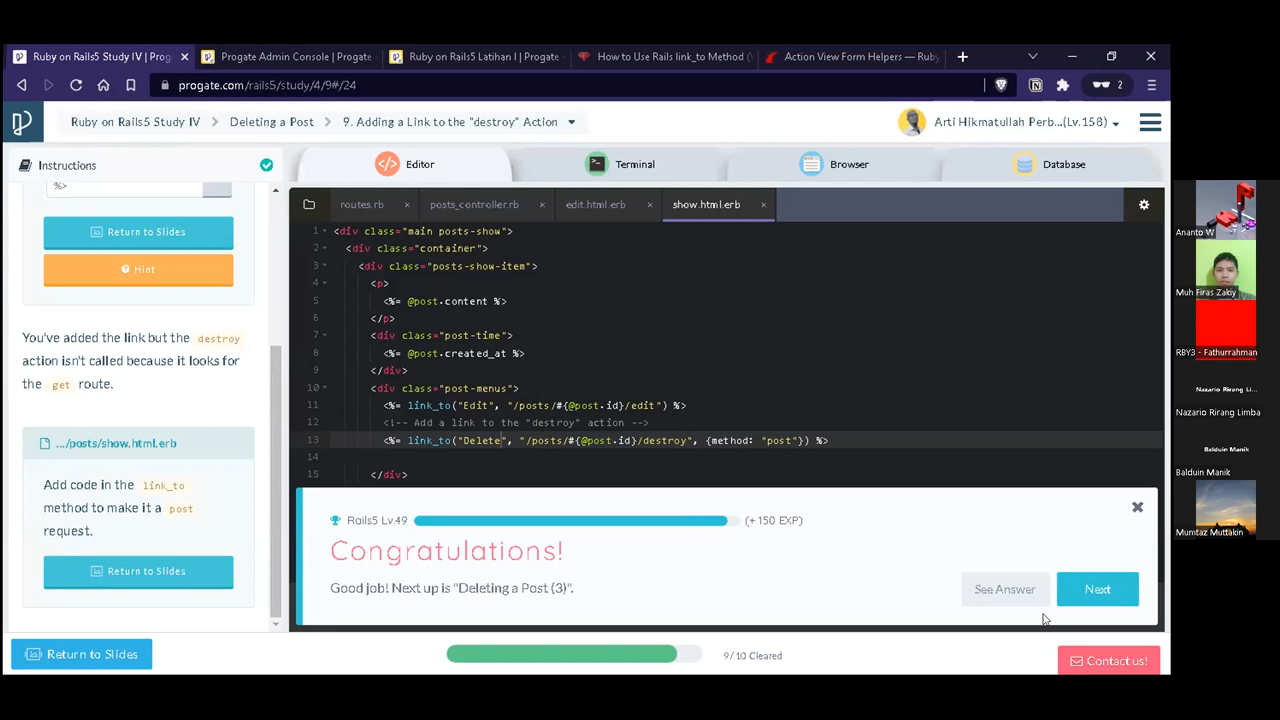 Ruby on Rails5 Study IV | Prog
Progate Admin Console | Progate
Ruby on Rails5 Latihan I | Progate
How to Use Rails link_to Method (
Action View Form Helpers — Ruby
progate.com/rails5/study/4/9#/24
2
Ruby on Rails5 Study IV
Deleting a Post
9. Adding a Link to the "destroy" Action
Arti Hikmatullah Perb...(Lv.158)
Instructions
Editor
Terminal
Browser
Database
%>
Return to Slides
Hint
You've added the link but the destroy
action isn't called because it looks for
the get route.
.../posts/show.html.erb
Add code in the link_to
method to make it a post
request.
Return to Slides
routes.rb
posts_controller.rb
edit.html.erb
show.html.erb
1 <div class="main posts-show">
2 <div class="container">
3 <div class="posts-show-item">
4 <p>
5 <%= @post.content %>
6 </p>
7 <div class="post-time">
8 <%= @post.created_at %>
9 </div>
10 <div class="post-menus">
11 <%= link_to("Edit", "/posts/#{@post.id}/edit") %>
12 <!-- Add a link to the "destroy" action -->
13 <%= link_to("Delete", "/posts/#{@post.id}/destroy", {method: "post"}) %>
14
15 </div>
Rails5 Lv.49
(+150 EXP)
Congratulations!
Good job! Next up is "Deleting a Post (3)".
See Answer
Next
Return to Slides
9/10 Cleared
Contact us!
Ananto W
Muh Firas Zakiy
RBY3 - Fathurrahman
Nazario Rirang Li...
Nazario Rirang Limba
Balduin Manik
Balduin Manik
Mumtaz Muttakin